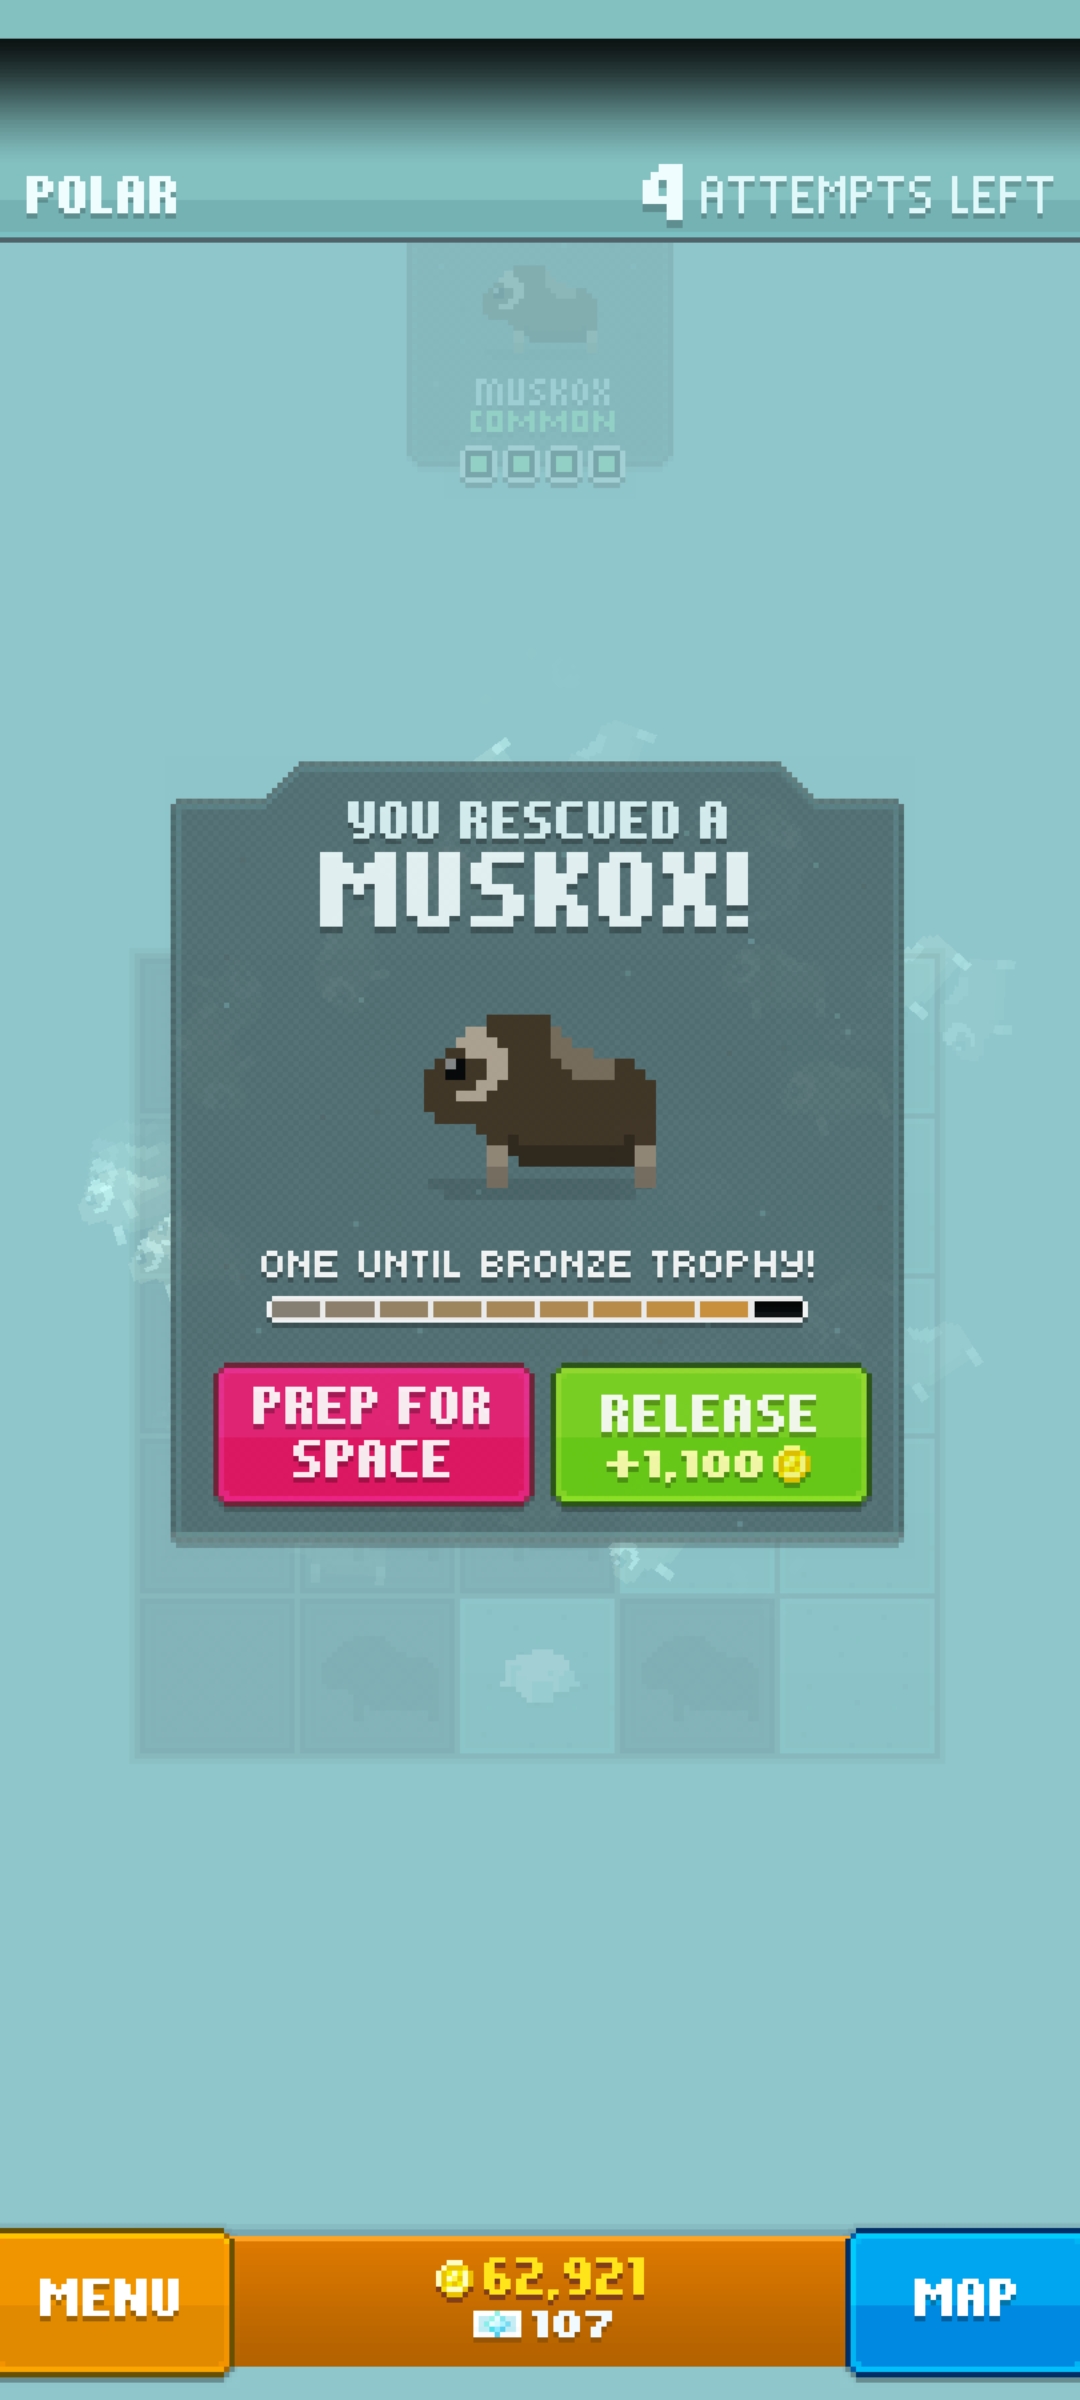 POLAR
9 ATTEMPTS LEFT
MUSKOX
COMMON
YOU RESCUED A
MUSKOX!
ONE UNTIL BRONZE TROPHY!
PREP FOR
SPACE
RELEASE
+1,100
MENU
62,921
107
MAP